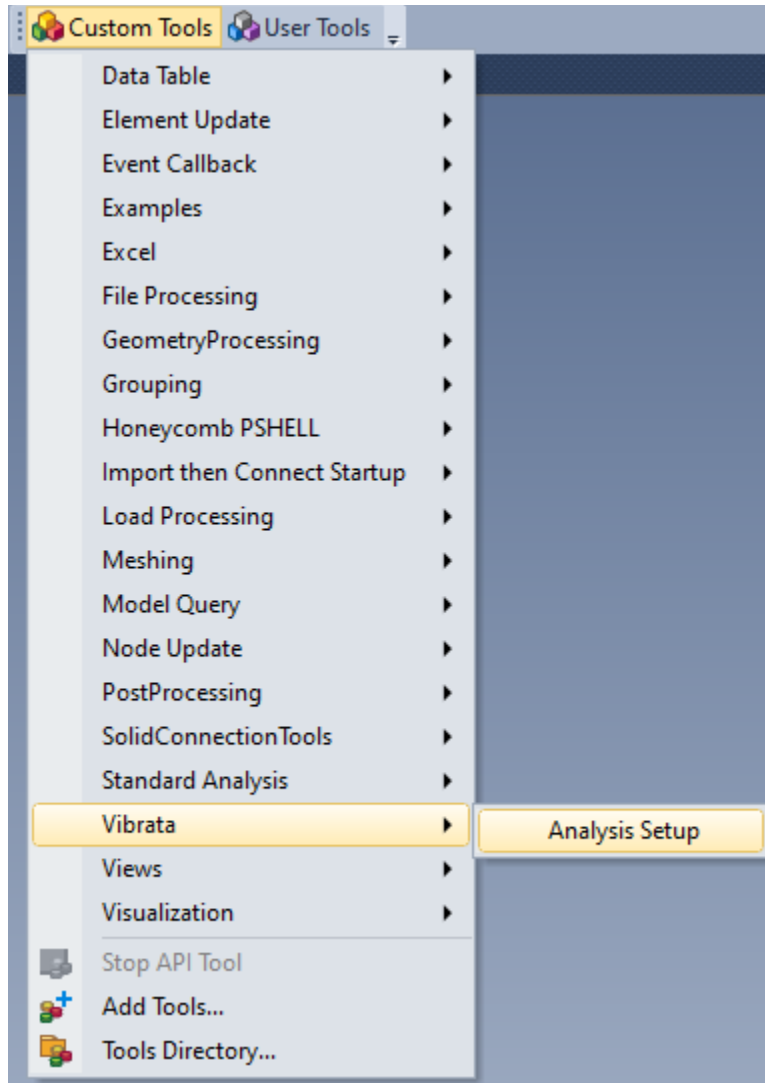 Custom Tools User Tools
Data Table
Element Update
Event Callback
Examples
Excel
File Processing
GeometryProcessing
Grouping
Honeycomb PSHELL
Import then Connect Startup
Load Processing
Meshing
Model Query
Node Update
PostProcessing
SolidConnectionTools
Standard Analysis
Vibrata
Analysis Setup
Views
Visualization
Stop API Tool
Add Tools...
Tools Directory...